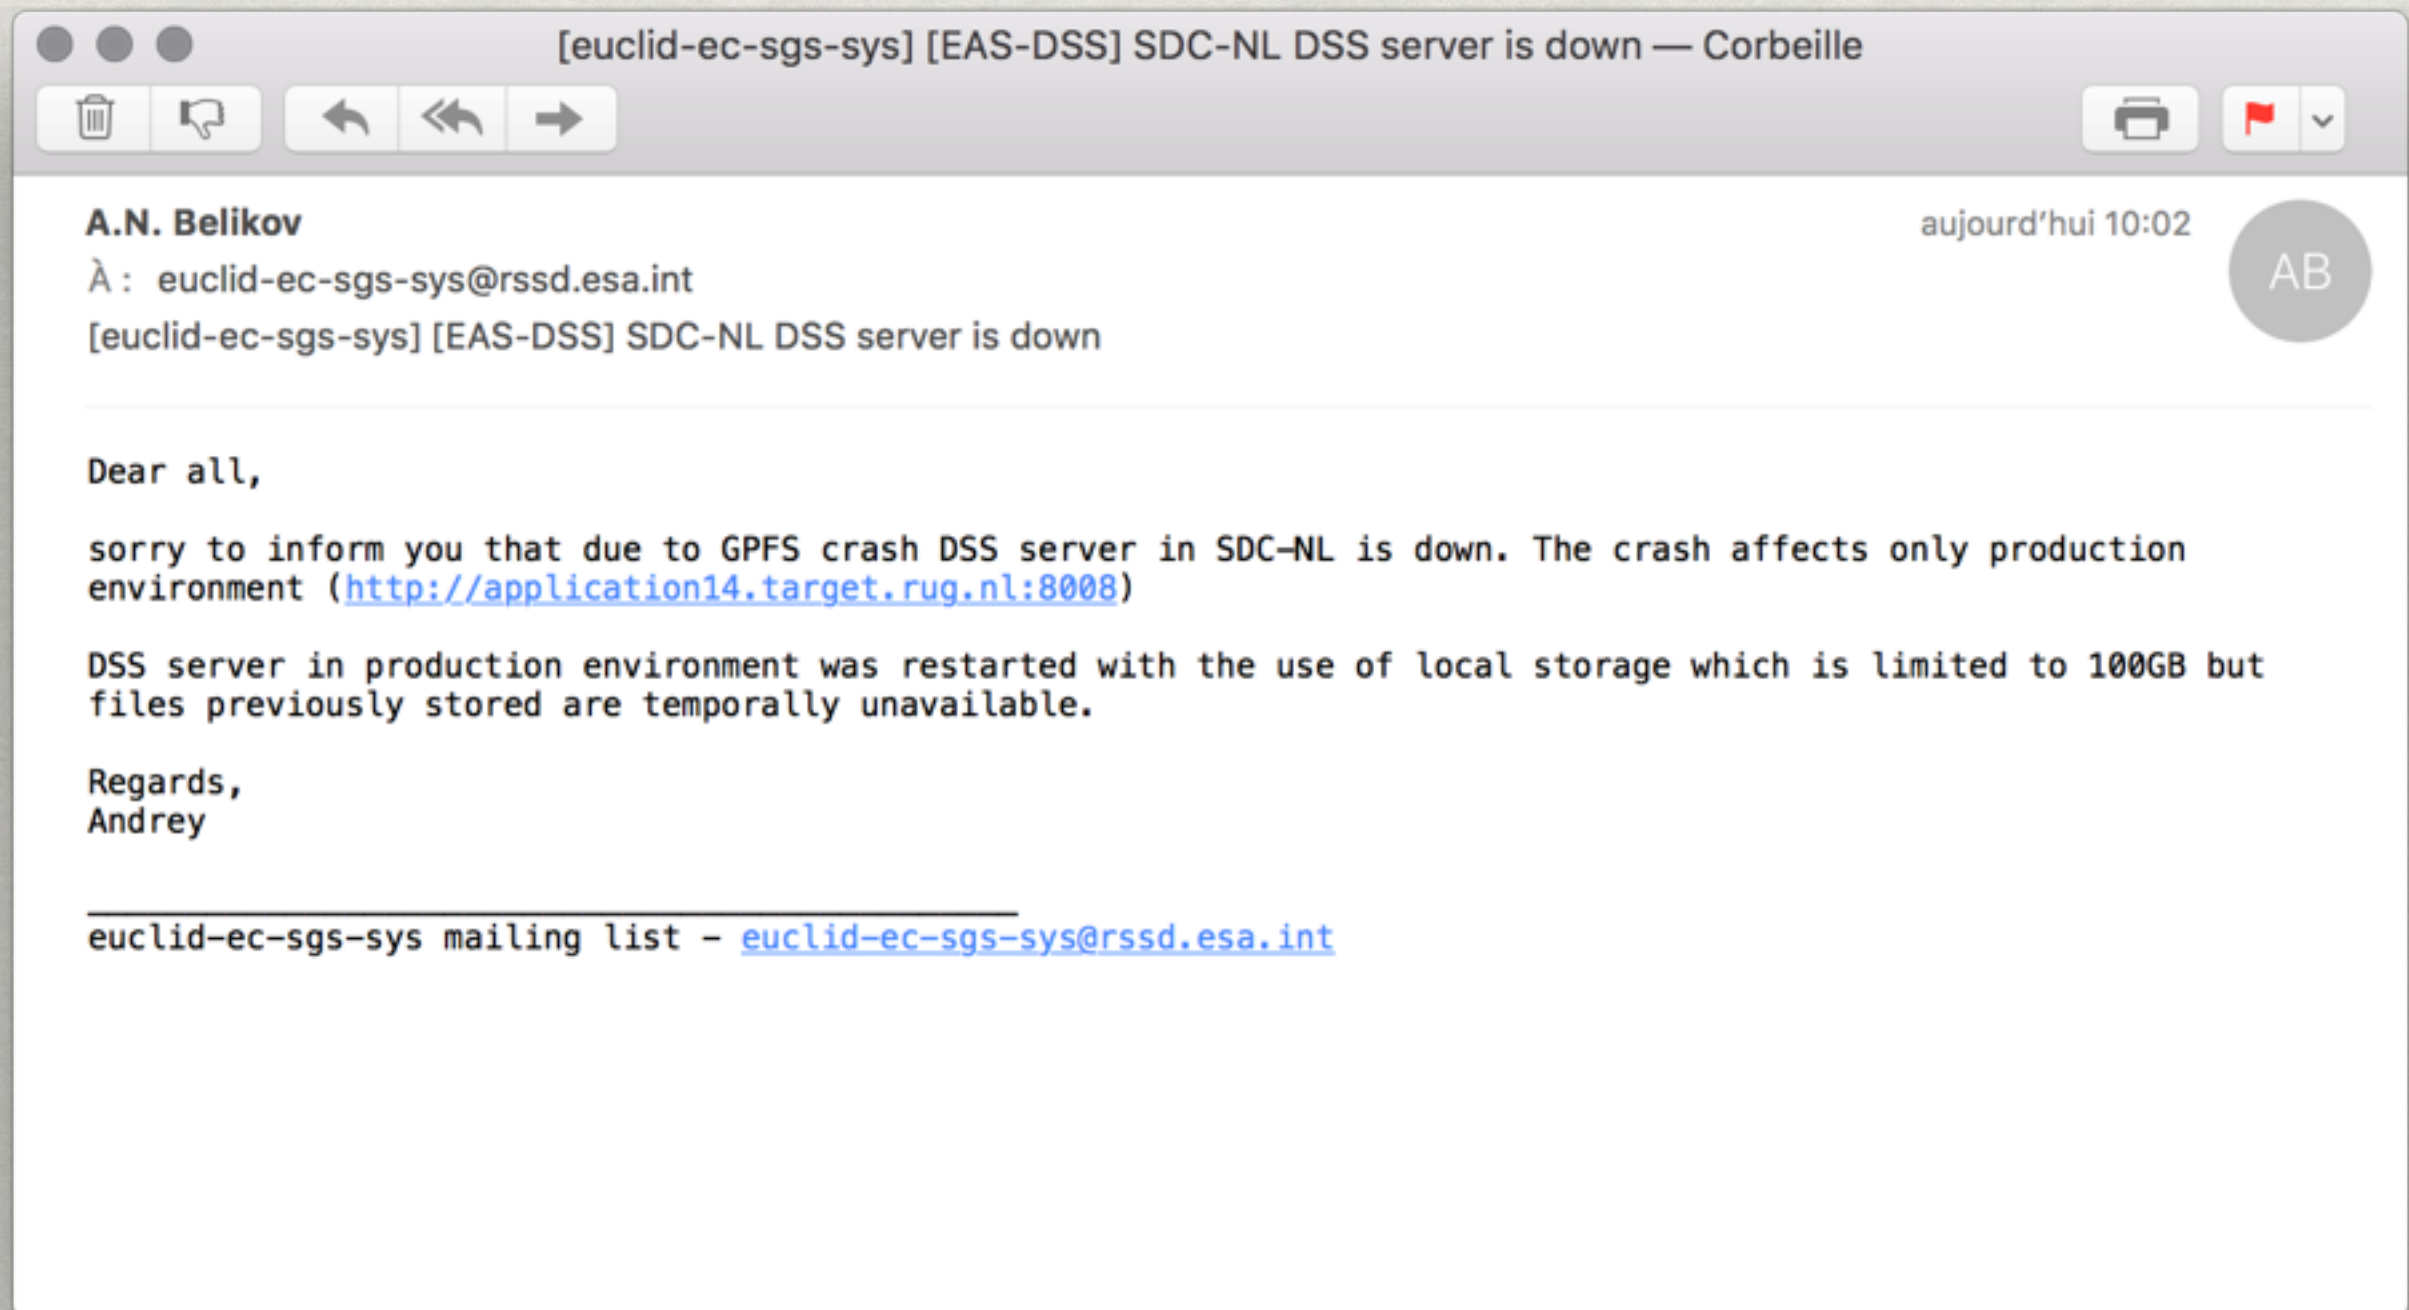 [euclid-ec-sgs-sys] [EAS-DSS] SDC-NL DSS server is down — Corbeille
A.N. Belikov
aujourd'hui 10:02
AB
À : euclid-ec-sgs-sys@rssd.esa.int
[euclid-ec-sgs-sys] [EAS-DSS] SDC-NL DSS server is down
Dear all,
sorry to inform you that due to GPFS crash DSS server in SDC-NL is down. The crash affects only production
environment (http://application14.target.rug.nl:8008)
DSS server in production environment was restarted with the use of local storage which is limited to 100GB but
files previously stored are temporally unavailable.
Regards,
Andrey
euclid-ec-sgs-sys mailing list - euclid-ec-sgs-sys@rssd.esa.int